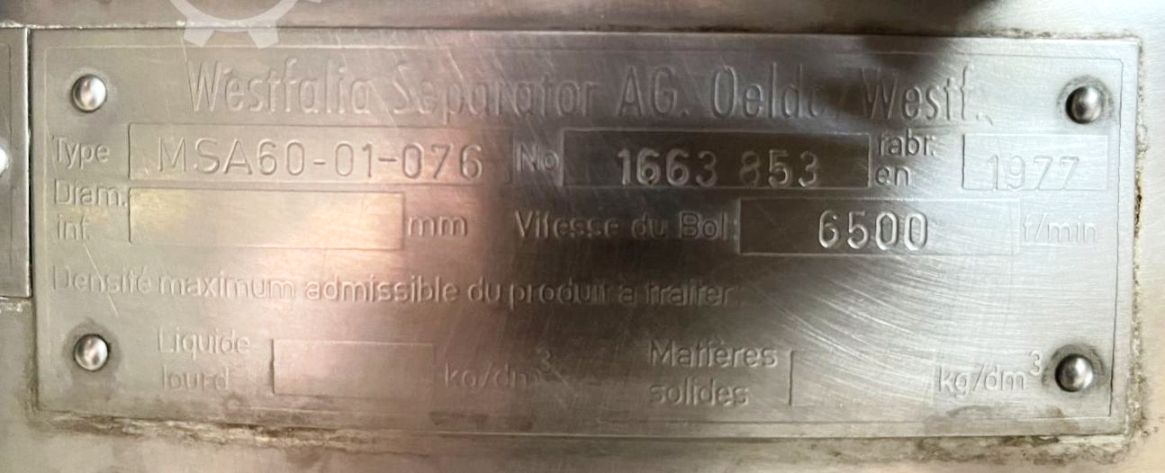 Westfalia Separator AG. Oelde/Westf.
Type MSA60-01-076 No 1663 853 fabr. en 1977
Diam. int. mm Vitesse du Bol 6500 t/min
Densité maximum admissible du produit à traiter:
Liquide lourd kg/dm³ Matières solides kg/dm³